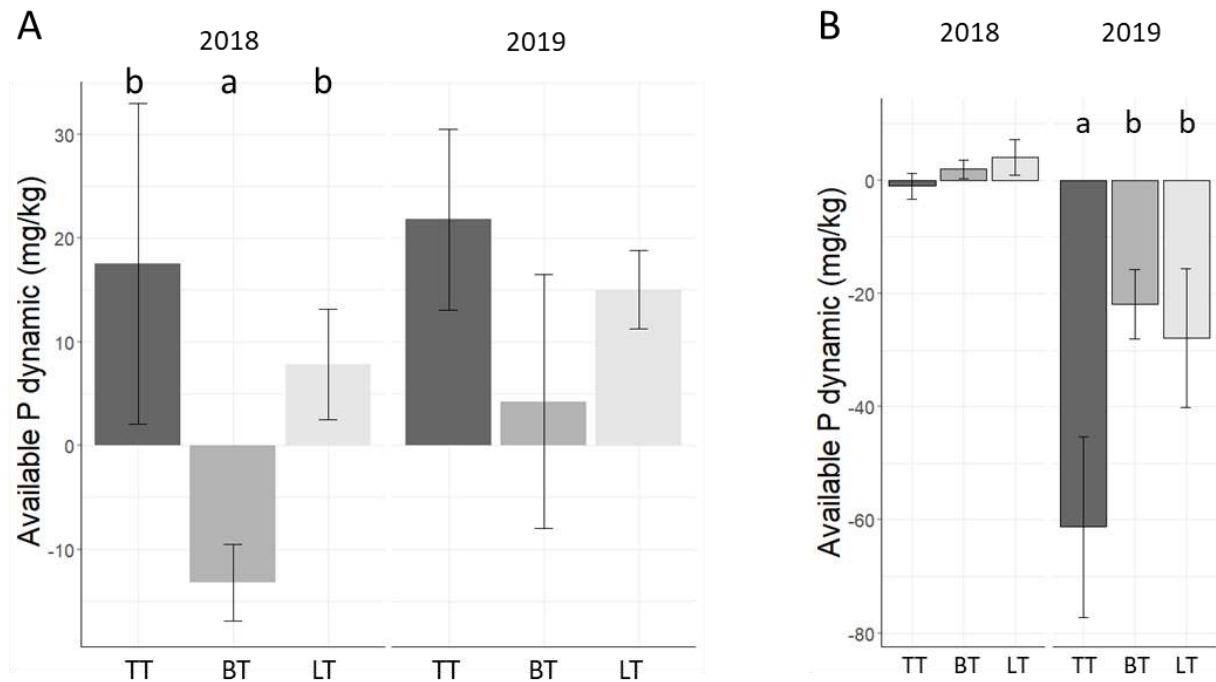 A
2018
2019
b a b
Available P dynamic (mg/kg)
30
20
10
0
-10
TT BT LT TT BT LT
B
2018 2019
a b b
Available P dynamic (mg/kg)
0
-20
-40
-60
-80
TT BT LT TT BT LT